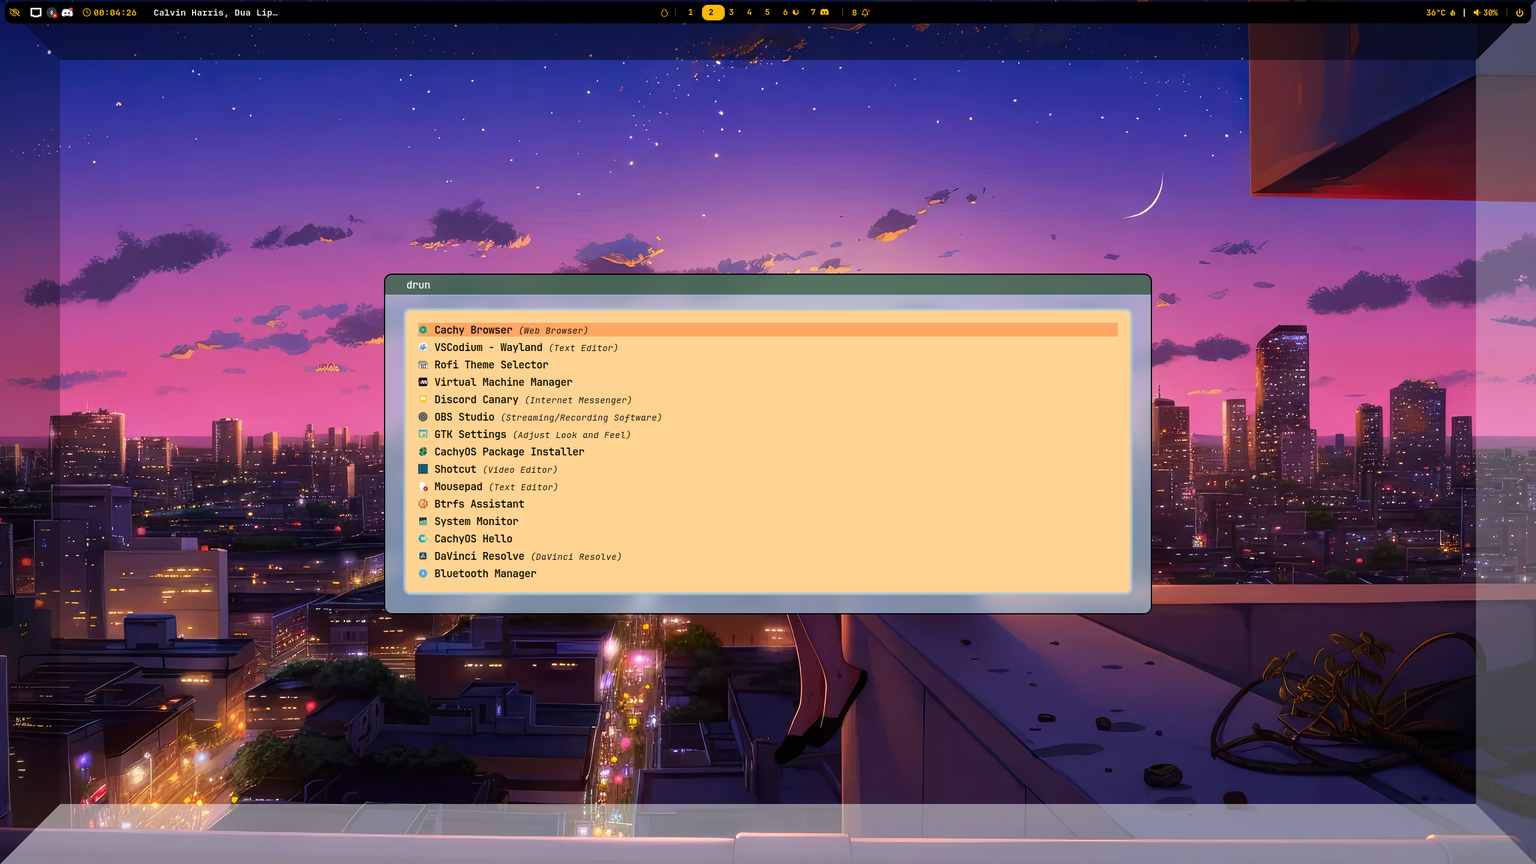 00:04:26 Calvin Harris, Dua Lip… 1 2 3 4 5 6 7 8 36°C | 30%
drun
Cachy Browser (Web Browser)
VSCodium - Wayland (Text Editor)
Rofi Theme Selector
Virtual Machine Manager
Discord Canary (Internet Messenger)
OBS Studio (Streaming/Recording Software)
GTK Settings (Adjust Look and Feel)
CachyOS Package Installer
Shotcut (Video Editor)
Mousepad (Text Editor)
Btrfs Assistant
System Monitor
CachyOS Hello
DaVinci Resolve (DaVinci Resolve)
Bluetooth Manager